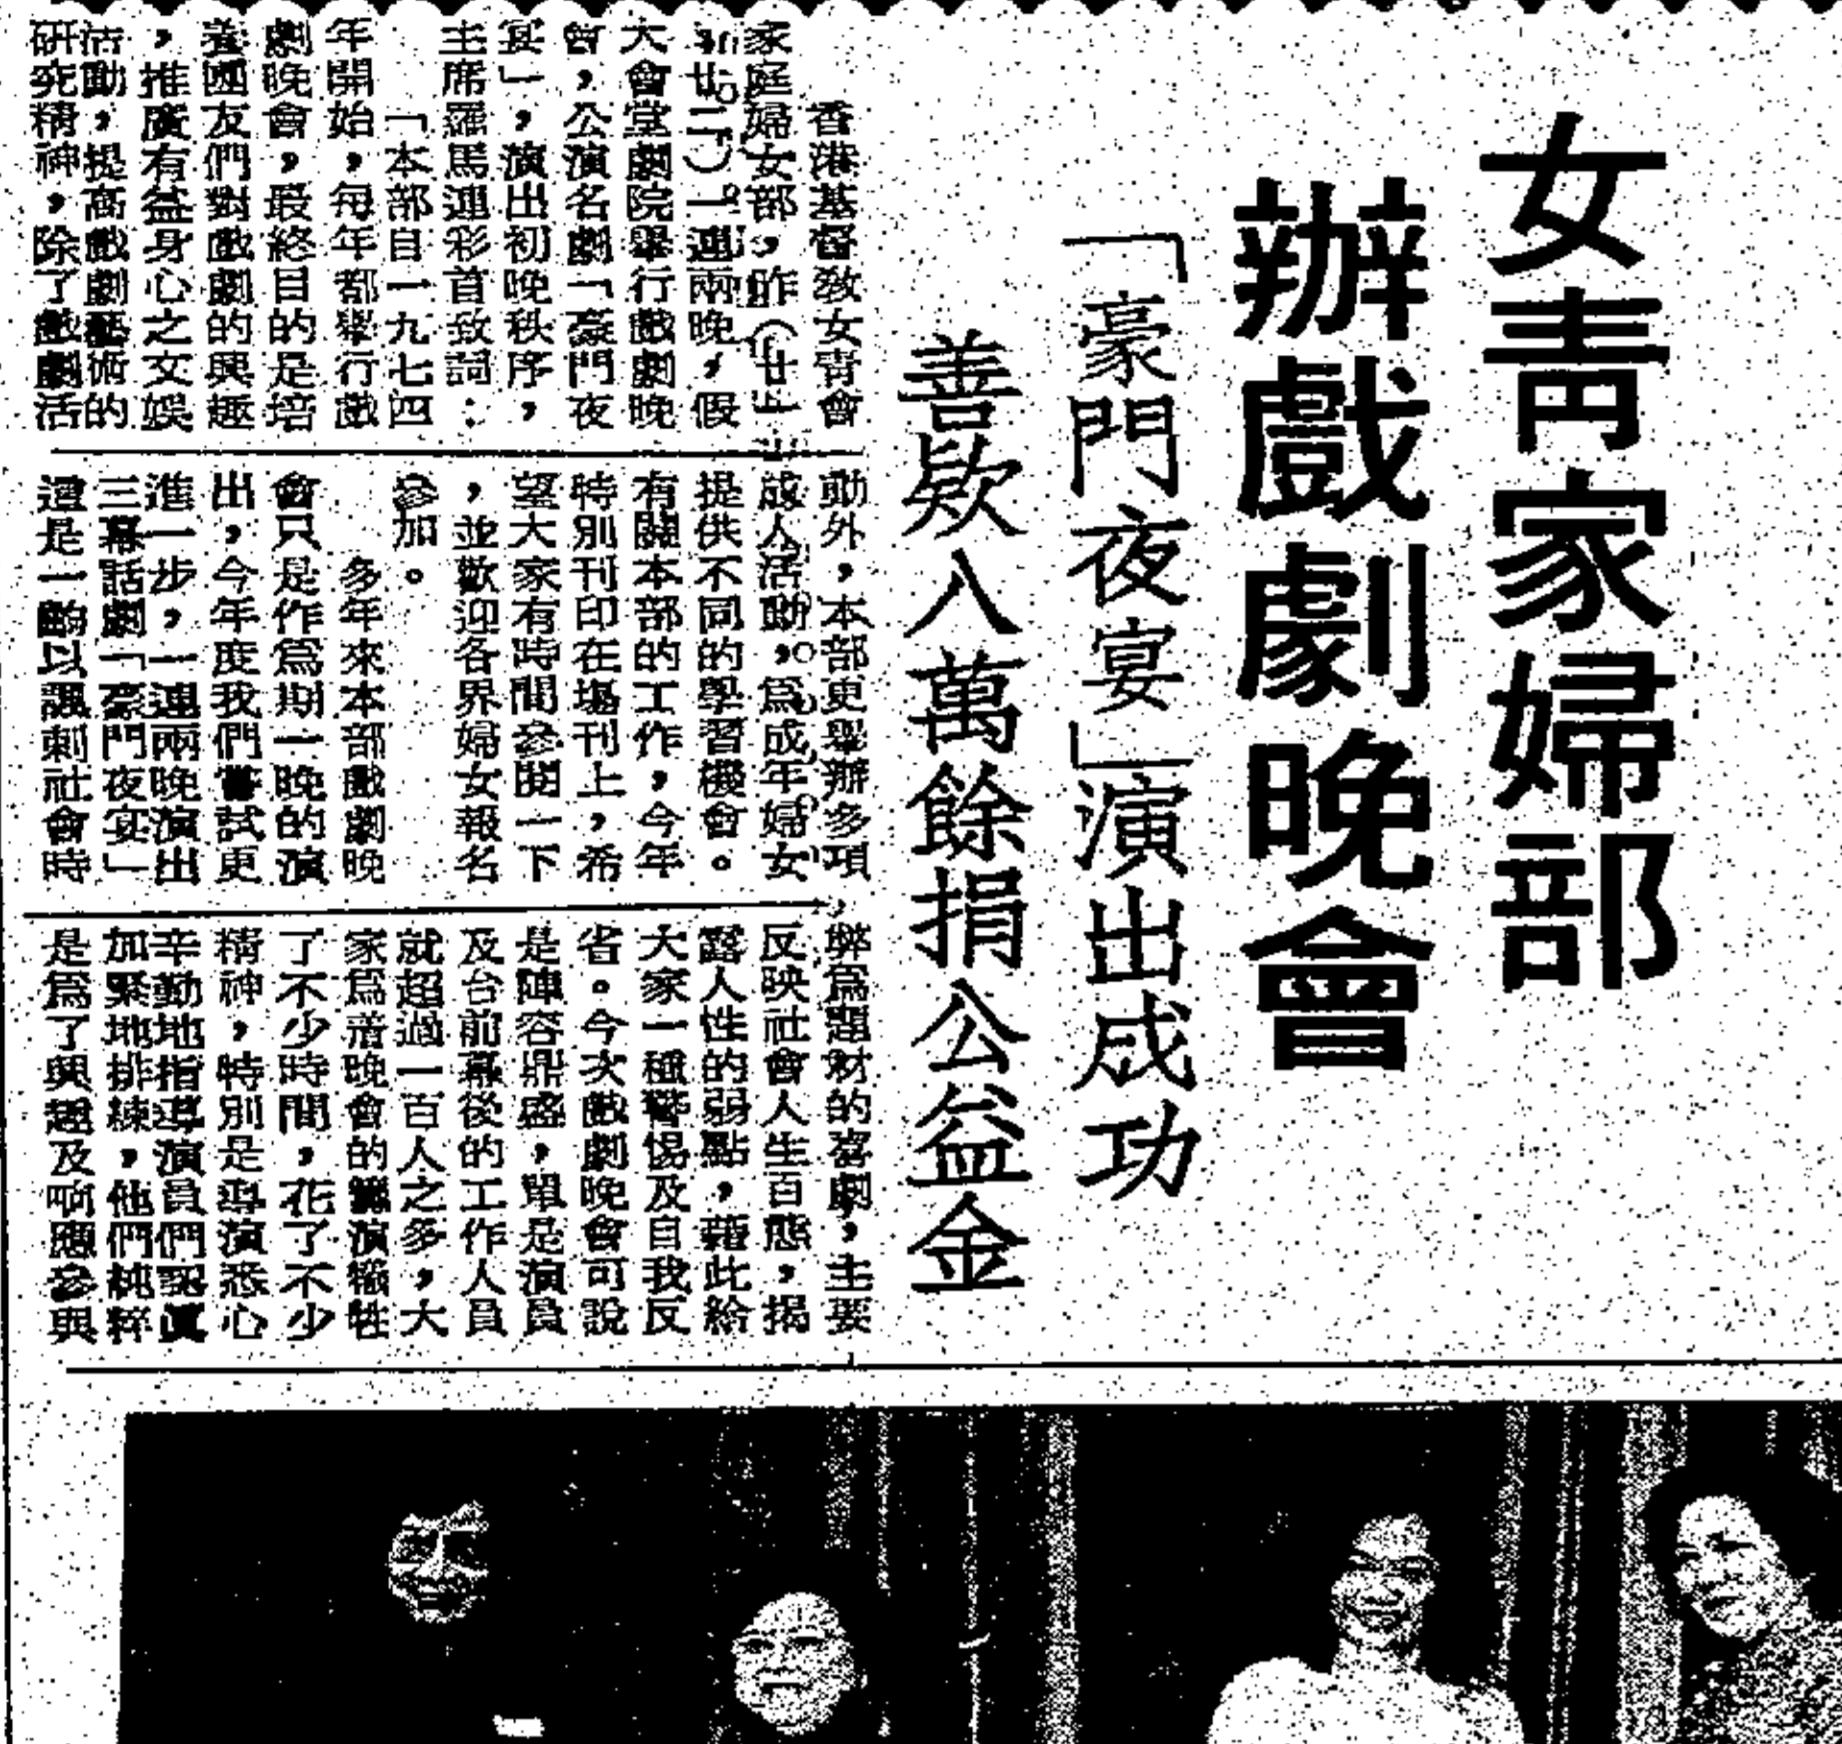 女青家婦部
辦戲劇晚會
「豪門夜宴」演出成功
善款八萬餘捐公益金
香港基督教女青會
家庭婦女部，昨（廿一
廿二）一連兩晚，假
大會堂劇院舉行戲劇晚
會，公演名劇「豪門夜
宴」，演出初晚秩序，
主席羅馬連彩首致詞：
「本部自一九七四
年開始，每年都舉行戲
劇晚會，最終目的是培
養團友們對戲劇的興趣
，推廣有益身心之文娛
活動，提高戲劇藝術的
研究精神，除了戲劇活
動外，本部更舉辦多項
成人活動，為成年婦女
提供不同的學習機會。
有關本部的工作，今年
特別刊印在場刊上，希
望大家有時間參閱一下
，並歡迎各界婦女報名
參加。
多年來本部戲劇晚
會只是作為期一晚的演
出，今年度我們嘗試更
進一步，一連兩晚演出
三幕話劇「豪門夜宴」
這是一齣以諷刺社會時
弊為題材的喜劇，主要
反映社會人生百態，揭
露人性的弱點，藉此給
大家一種警惕及自我反
省。今次戲劇晚會可說
是陣容鼎盛，單是演員
及台前幕後的工作人員
就超過一百人之多，大
家為着晚會的籌演犧牲
了不少時間，花了不少
精神，特別是導演悉心
辛勤地指導演員們認真
加緊地排練，他們純粹
是為了興趣及响應參與